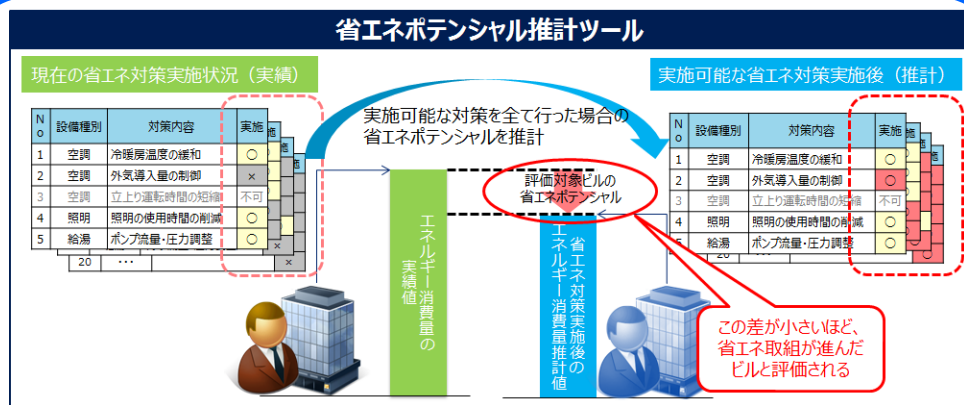 省エネポテンシャル推計ツール
現在の省エネ対策実施状況（実績）
実施可能な省エネ対策実施後（推計）
実施可能な対策を全て行った場合の
省エネポテンシャルを推計
No 設備種別 対策内容 実施
1 空調 冷暖房温度の緩和 ○
2 空調 外気導入量の制御 ×
3 空調 立上り運転時間の短縮 不可
4 照明 照明の使用時間の削減 ○
5 給湯 ポンプ流量・圧力調整 ○
20 ・・・ ×
施
×
エネルギー消費量の
実績値
評価対象ビルの
省エネポテンシャル
省エネ対策実施後の
エネルギー消費量推計値
No 設備種別 対策内容 実施
1 空調 冷暖房温度の緩和 ○
2 空調 外気導入量の制御 ○
3 空調 立上り運転時間の短縮 不可
4 照明 照明の使用時間の削減 ○
5 給湯 ポンプ流量・圧力調整 ○
20 ・・・
施
この差が小さいほど、
省エネ取組が進んだ
ビルと評価される